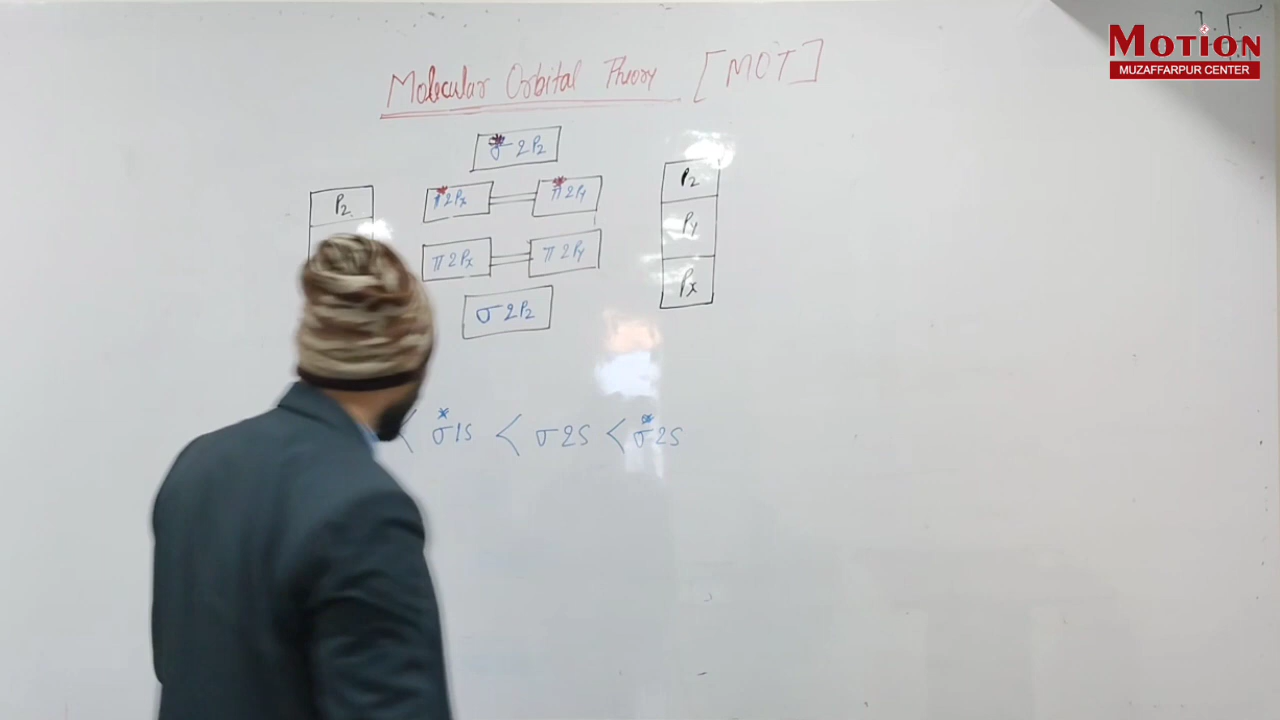 MOTION
MUZAFFARPUR CENTER
Molecular Orbital Theory [MOT]
σ* 2Pz
π* 2Px π* 2Py
Pz
Pz
Py
π 2Px π 2Py
Px
σ 2Pz
< σ* 1S < σ 2S < σ* 2S